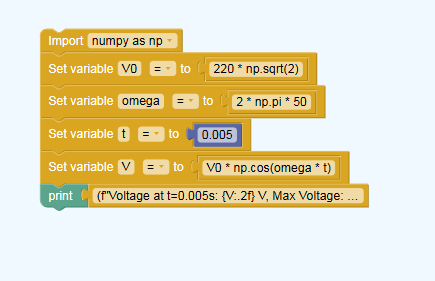 Import numpy as np
Set variable V0 = to 220 * np.sqrt(2)
Set variable omega = to 2 * np.pi * 50
Set variable t = to 0.005
Set variable V = to V0 * np.cos(omega * t)
print (f"Voltage at t=0.005s: {V:.2f} V, Max Voltage: ...